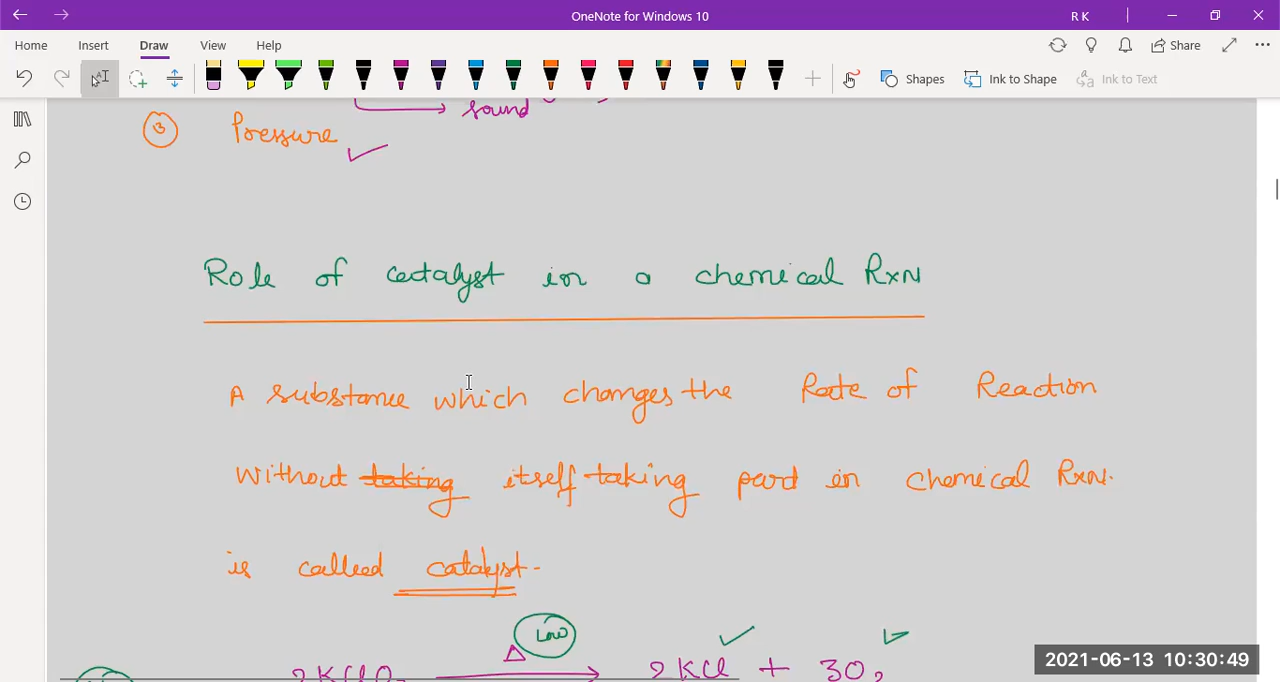 OneNote for Windows 10
R K
Home Insert Draw View Help
Share
Shapes Ink to Shape Ink to Text
sound
3 Pressure
Role of catalyst in a chemical RxN
A substance which changes the Rate of Reaction
without taking itself taking part in chemical RxN.
is called catalyst.
Low
Δ
2KCl + 3O2
2021-06-13 10:30:49